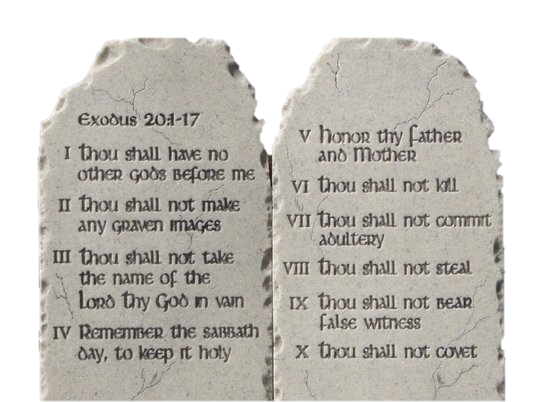 Exodus 20:1-17
I Thou shall have no
other gods before me
II Thou shall not make
any graven images
III Thou shall not take
the name of the
Lord thy God in vain
IV Remember the sabbath
day, to keep it holy
V Honor thy father
and Mother
VI Thou shall not kill
VII Thou shall not commit
adultery
VIII Thou shall not steal
IX Thou shall not bear
false witness
X Thou shall not covet